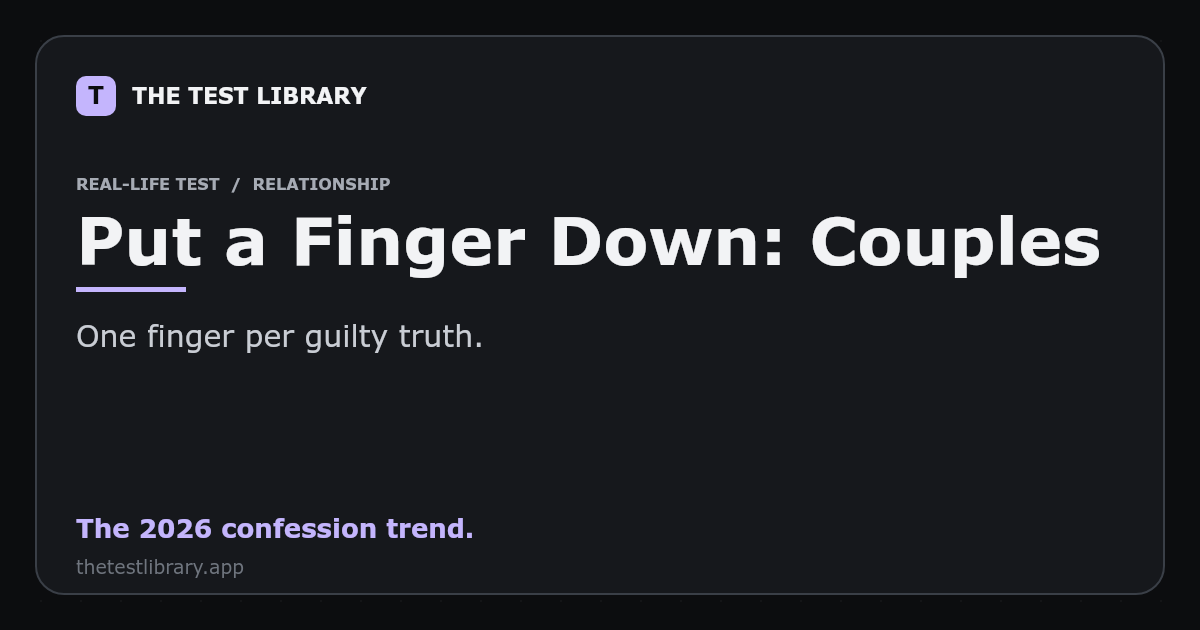 T THE TEST LIBRARY
REAL-LIFE TEST / RELATIONSHIP
Put a Finger Down: Couples
One finger per guilty truth.
The 2026 confession trend.
thetestlibrary.app